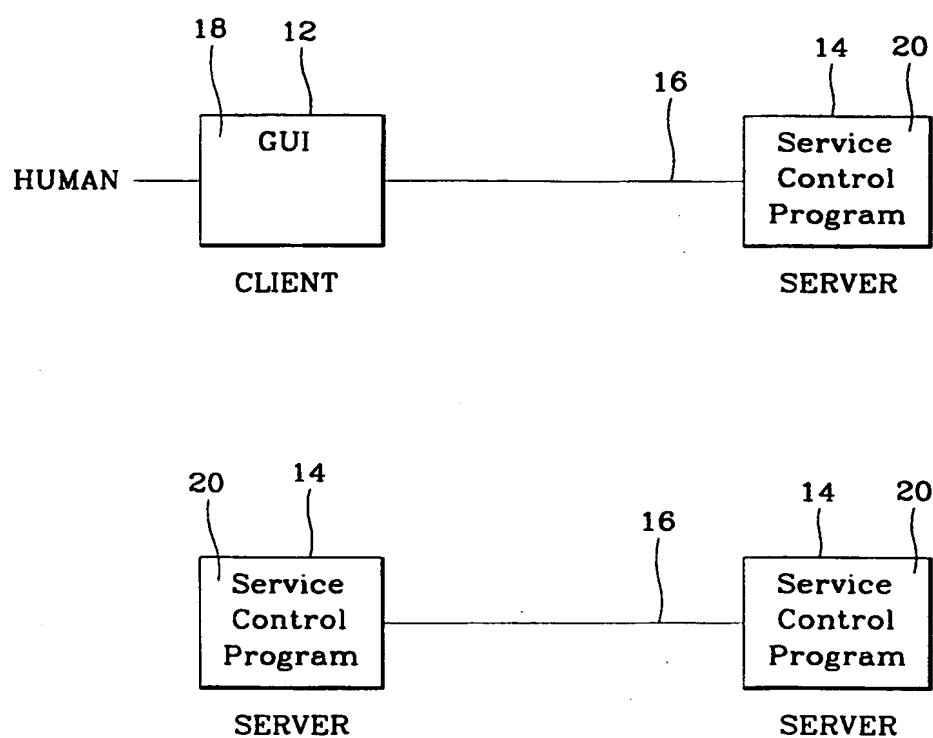 18 12 14 20
16
GUI
HUMAN
Service
Control
Program
CLIENT
SERVER
20 14 14 20
16
Service
Control
Program
Service
Control
Program
SERVER
SERVER